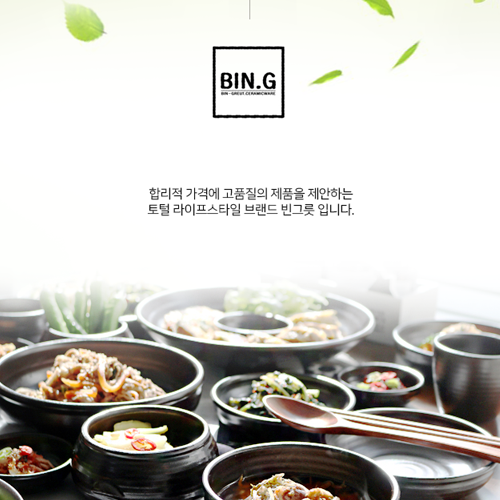 BIN.G
BIN-GREUT.CERAMICWARE
합리적 가격에 고품질의 제품을 제안하는
토털 라이프스타일 브랜드 빈그릇 입니다.